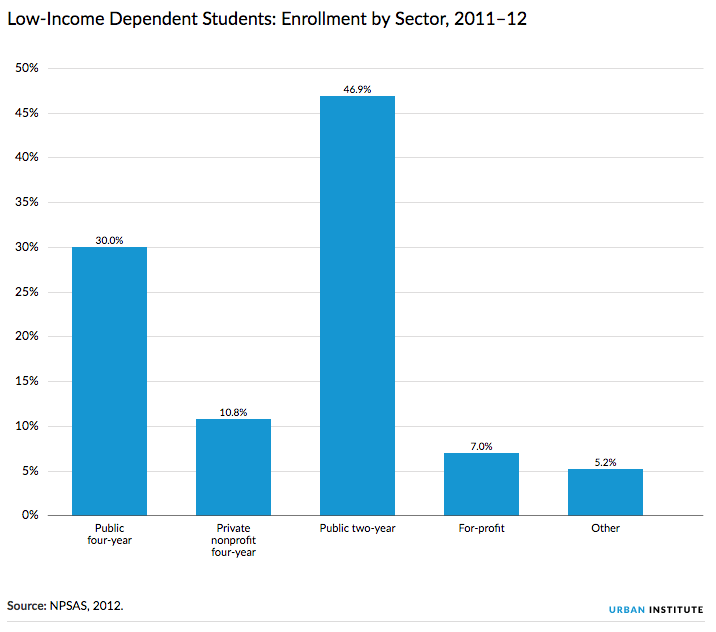 Low-Income Dependent Students: Enrollment by Sector, 2011–12
50%
45%
40%
35%
30%
25%
20%
15%
10%
5%
0%
30.0%
10.8%
46.9%
7.0%
5.2%
Public
four-year
Private
nonprofit
four-year
Public two-year
For-profit
Other
Source: NPSAS, 2012.
URBAN INSTITUTE